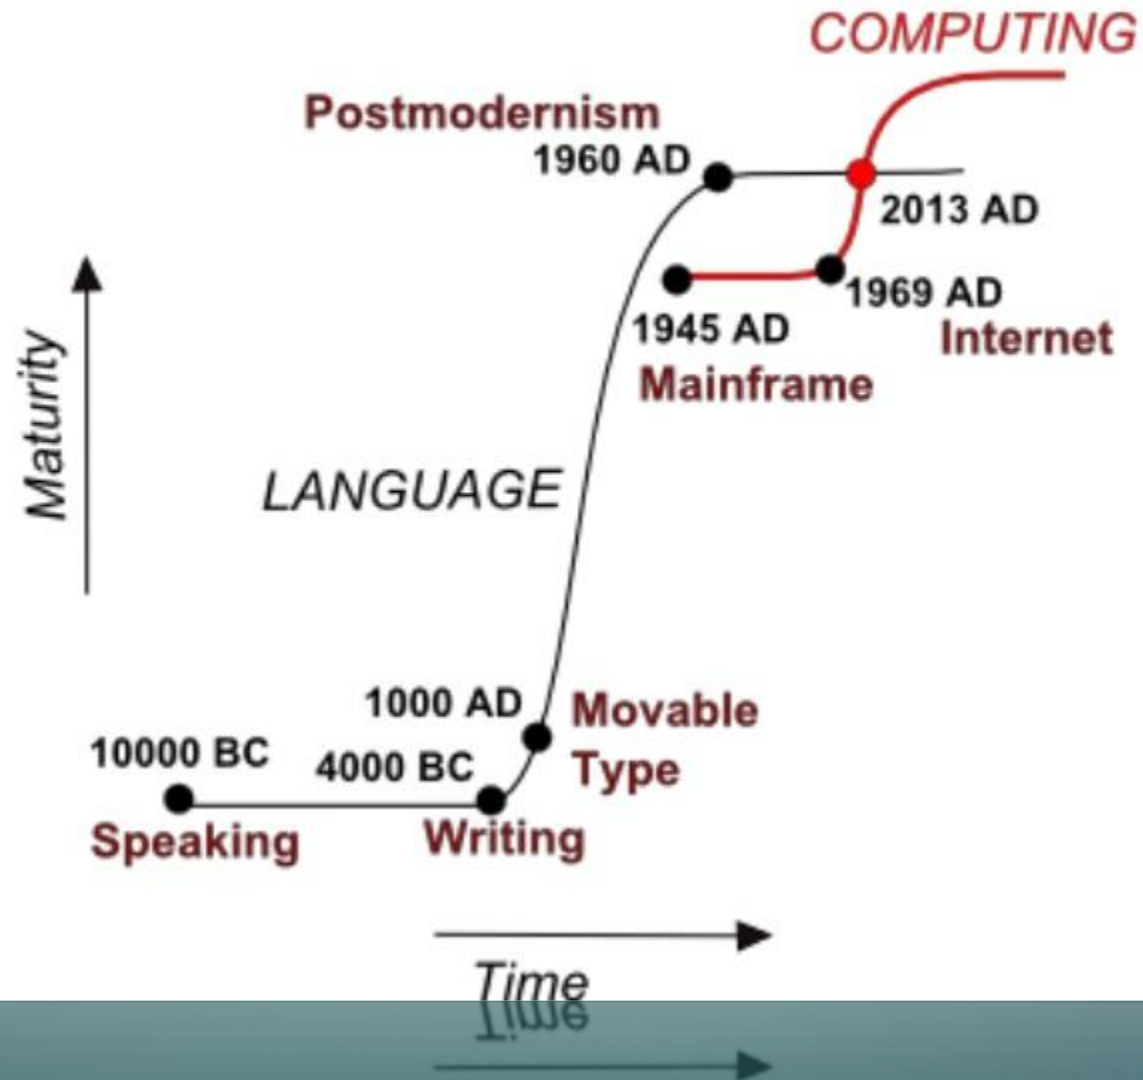 COMPUTING
Postmodernism
1960 AD
2013 AD
1969 AD
Internet
1945 AD
Mainframe
Maturity
LANGUAGE
1000 AD
Movable
Type
10000 BC
4000 BC
Speaking
Writing
Time